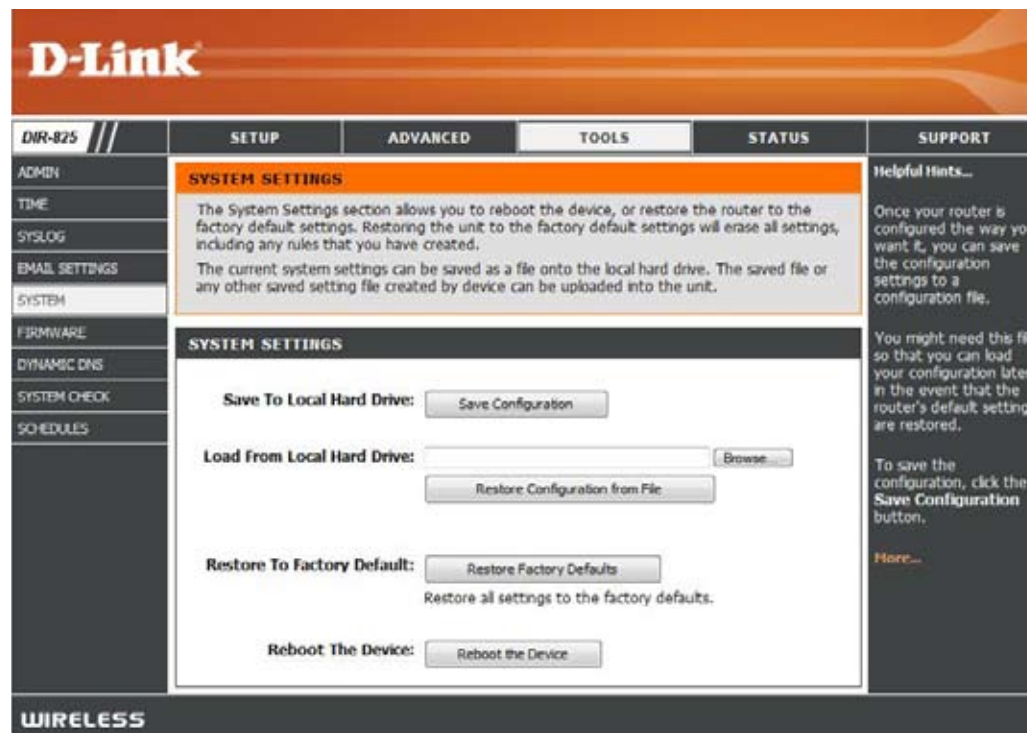 D-Link
DIR-825
SETUP
ADVANCED
TOOLS
STATUS
SUPPORT
ADMIN
TIME
SYSLOG
EMAIL SETTINGS
SYSTEM
FIRMWARE
DYNAMIC DNS
SYSTEM CHECK
SCHEDULES
SYSTEM SETTINGS
The System Settings section allows you to reboot the device, or restore the router to the
factory default settings. Restoring the unit to the factory default settings will erase all settings,
including any rules that you have created.
The current system settings can be saved as a file onto the local hard drive. The saved file or
any other saved setting file created by device can be uploaded into the unit.
SYSTEM SETTINGS
Save To Local Hard Drive:
Save Configuration
Load From Local Hard Drive:
Browse...
Restore Configuration from File
Restore To Factory Default:
Restore Factory Defaults
Restore all settings to the factory defaults.
Reboot The Device:
Reboot the Device
Helpful Hints...
Once your router is
configured the way yo
want it, you can save
the configuration
settings to a
configuration file.
You might need this fil
so that you can load
your configuration later
in the event that the
router's default setting
are restored.
To save the
configuration, click the
Save Configuration
button.
More...
WIRELESS